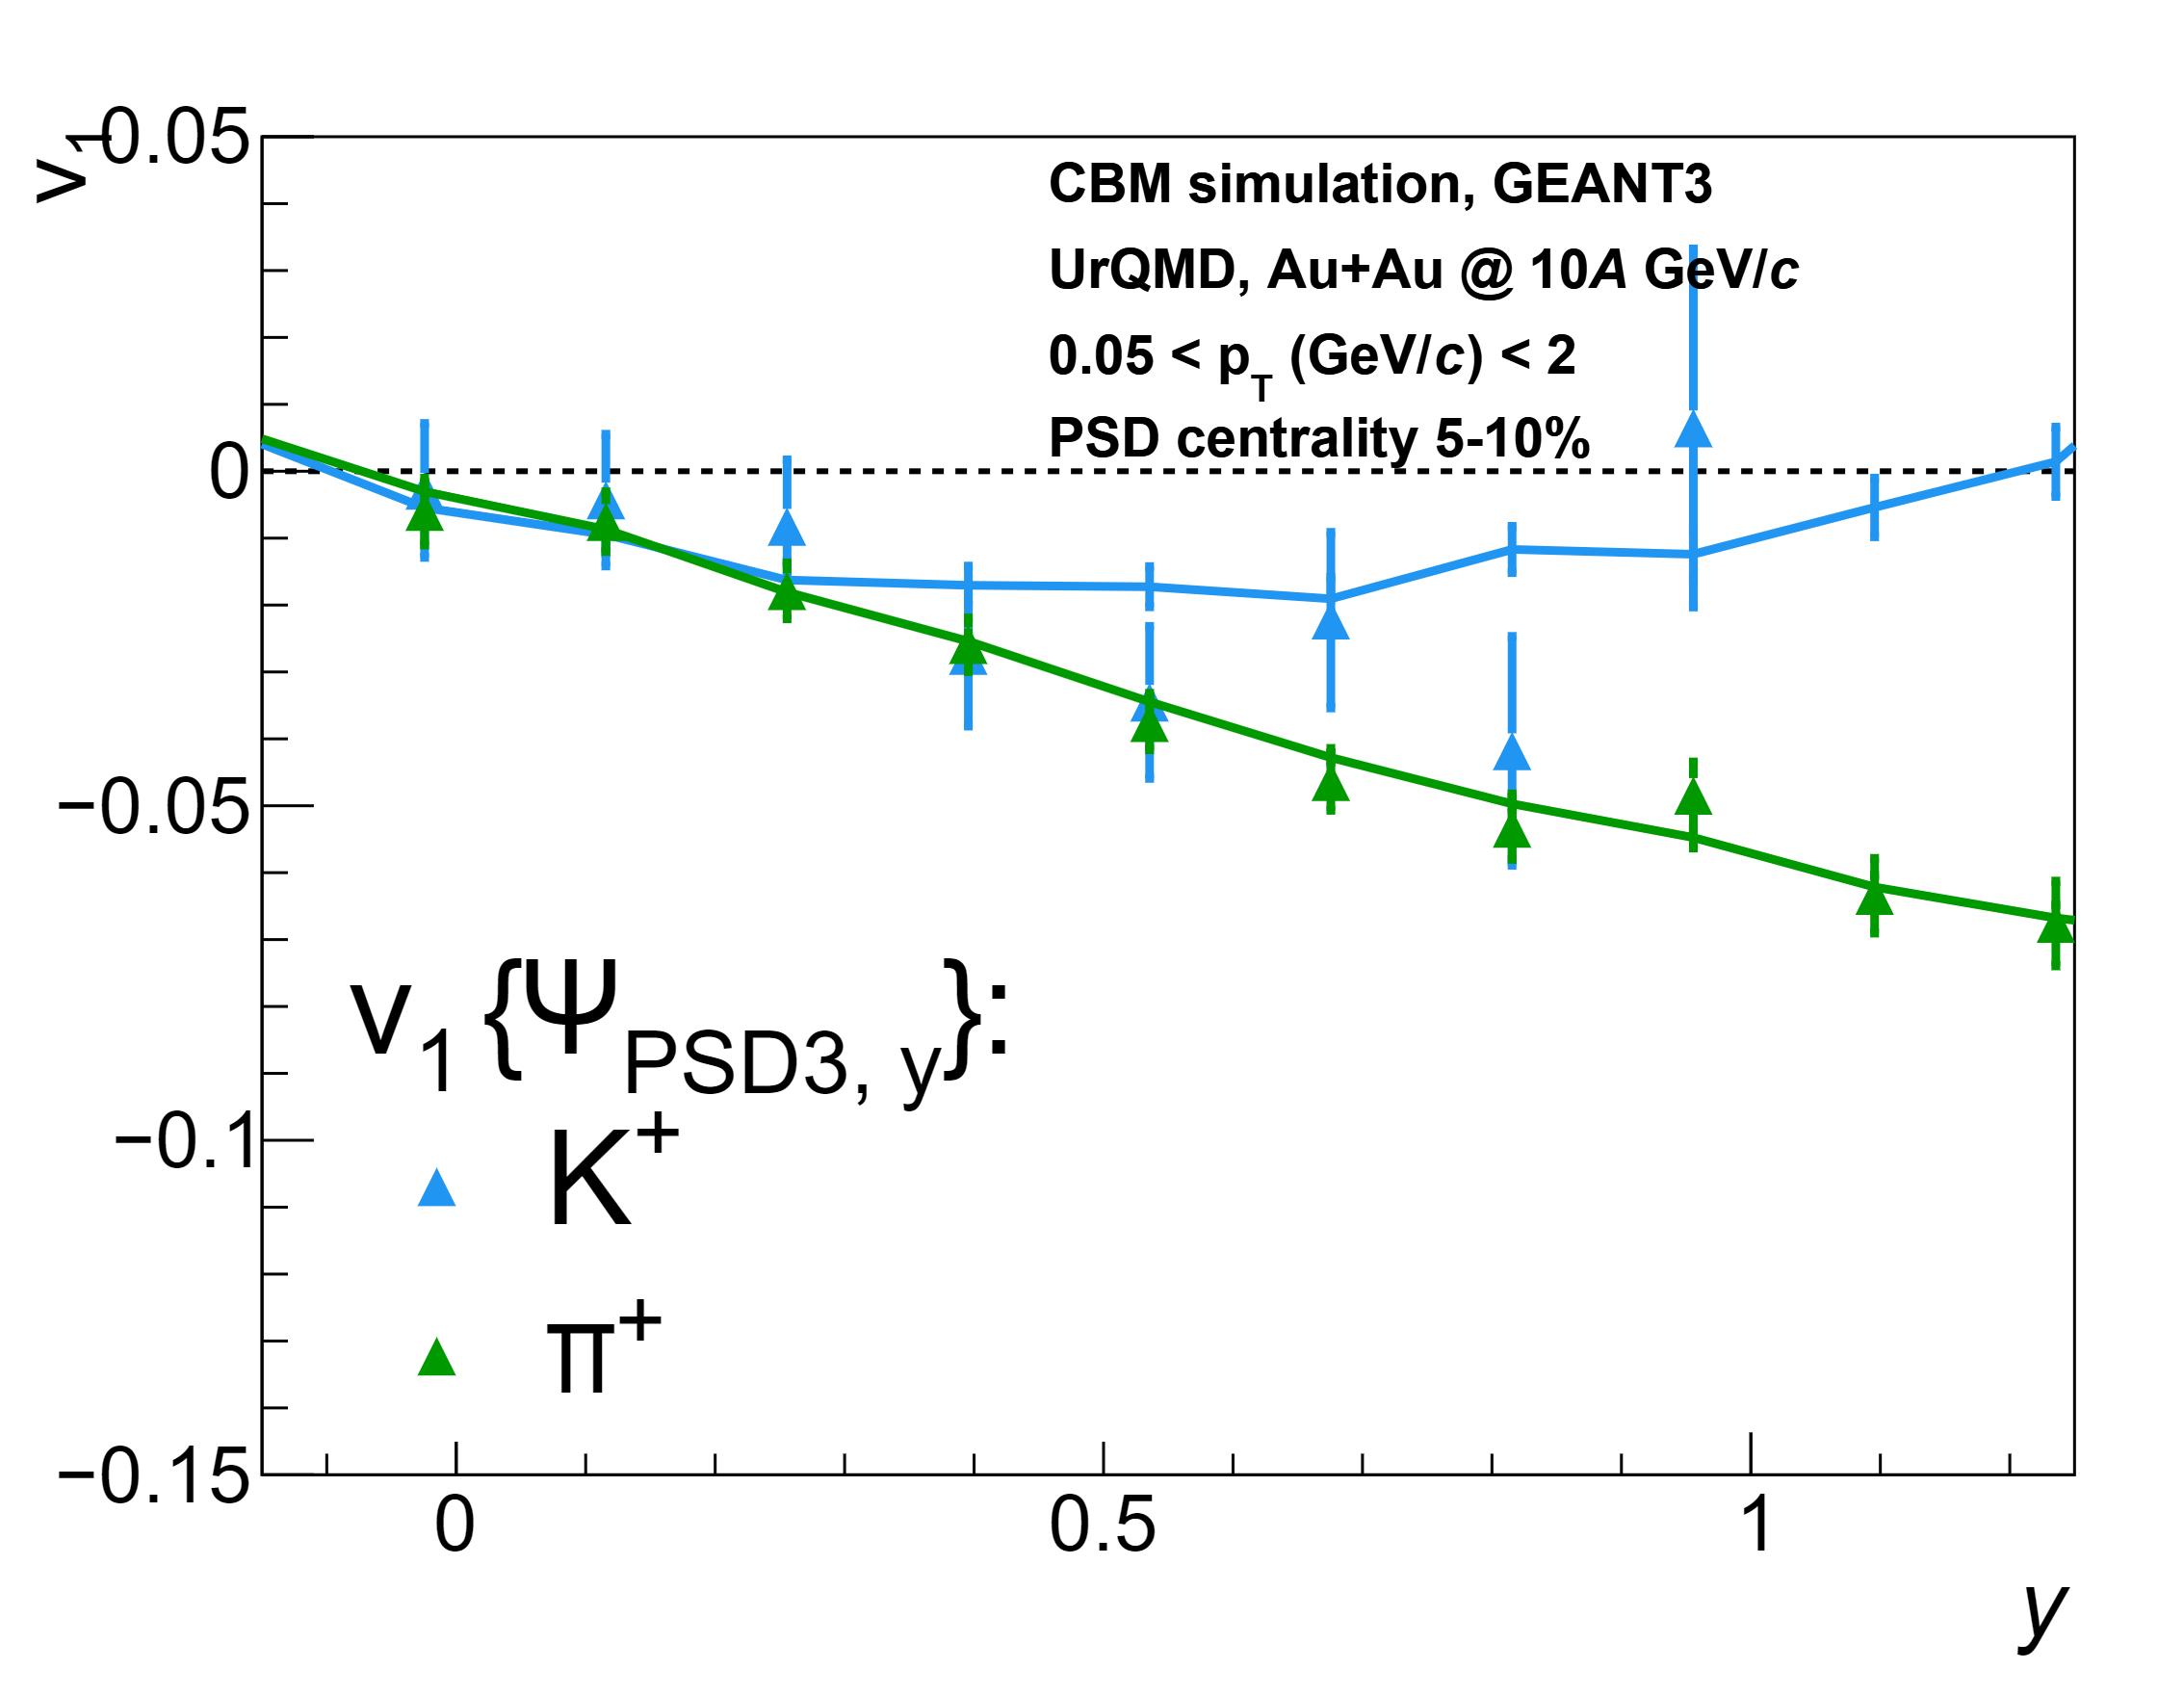 v1
0.05
0
−0.05
−0.1
−0.15
CBM simulation, GEANT3
UrQMD, Au+Au @ 10A GeV/c
0.05 < pT (GeV/c) < 2
PSD centrality 5-10%
v1 {ΨPSD3, y}:
K+
π+
0 0.5 1
y